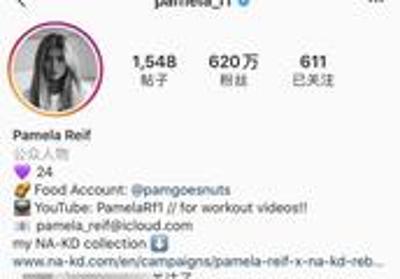 pamela_rf
1,548 620万 611
帖子 粉丝 已关注
Pamela Reif
公众人物
💜 24
🥜 Food Account: @pamgoesnuts
YouTube: PamelaRf1 // for workout videos!!
📧 pamela_reif@icloud.com
my NA-KD collection ⬇️
www.na-kd.com/en/campaigns/pamela-reif-x-na-kd-reb...